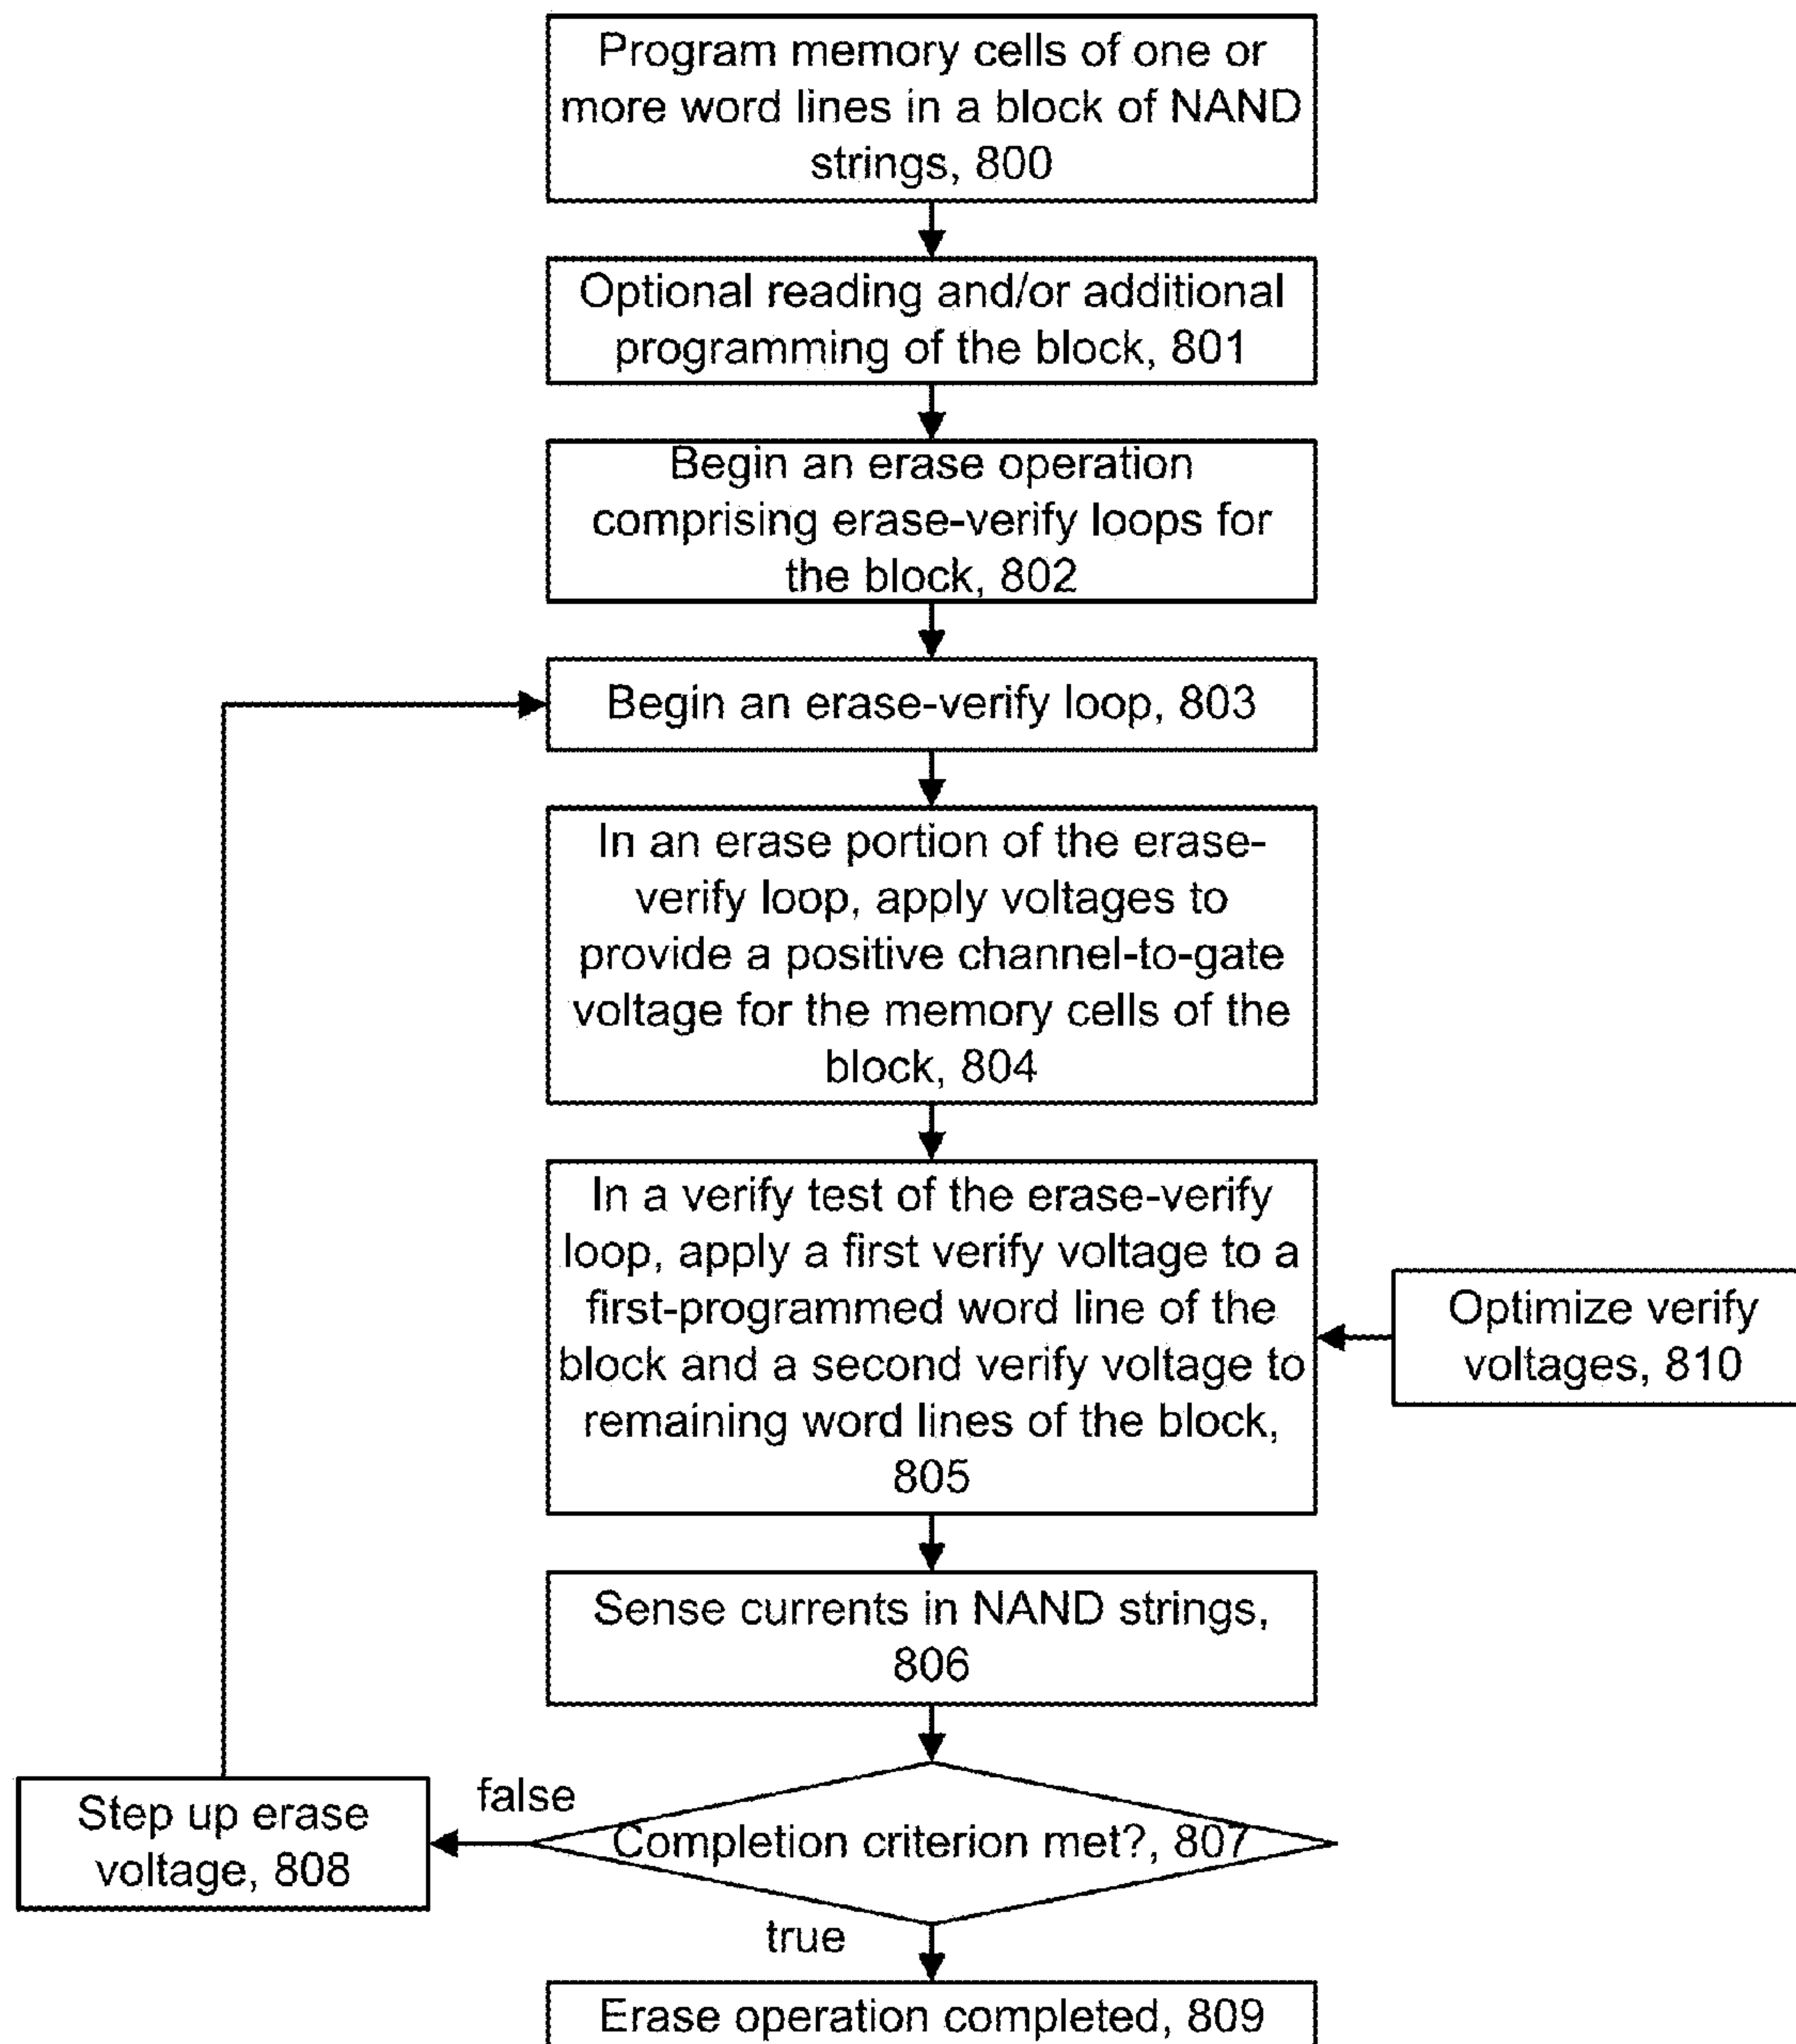 Program memory cells of one or
more word lines in a block of NAND
strings, 800
Optional reading and/or additional
programming of the block, 801
Begin an erase operation
comprising erase-verify loops for
the block, 802
Begin an erase-verify loop, 803
In an erase portion of the erase-
verify loop, apply voltages to
provide a positive channel-to-gate
voltage for the memory cells of the
block, 804
In a verify test of the erase-verify
loop, apply a first verify voltage to a
first-programmed word line of the
block and a second verify voltage to
remaining word lines of the block,
805
Optimize verify
voltages, 810
Sense currents in NAND strings,
806
Completion criterion met?, 807
false
Step up erase
voltage, 808
true
Erase operation completed, 809